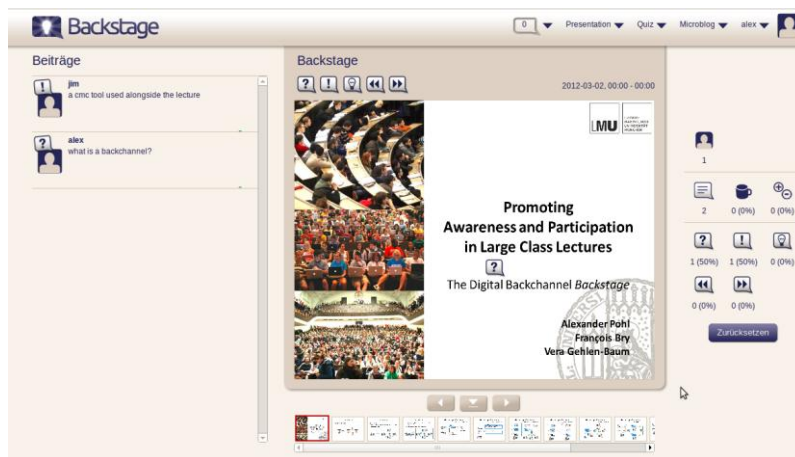 Backstage
0
Presentation
Quiz
Microblog
alex
Beiträge
jim
a cmc tool used alongside the lecture
alex
what is a backchannel?
Backstage
2012-03-02, 00:00 - 00:00
LMU
Promoting
Awareness and Participation
in Large Class Lectures
?
The Digital Backchannel Backstage
Alexander Pohl
François Bry
Vera Gehlen-Baum
1
2 0 (0%) 0 (0%)
1 (50%) 1 (50%) 0 (0%)
0 (0%) 0 (0%)
Zurücksetzen